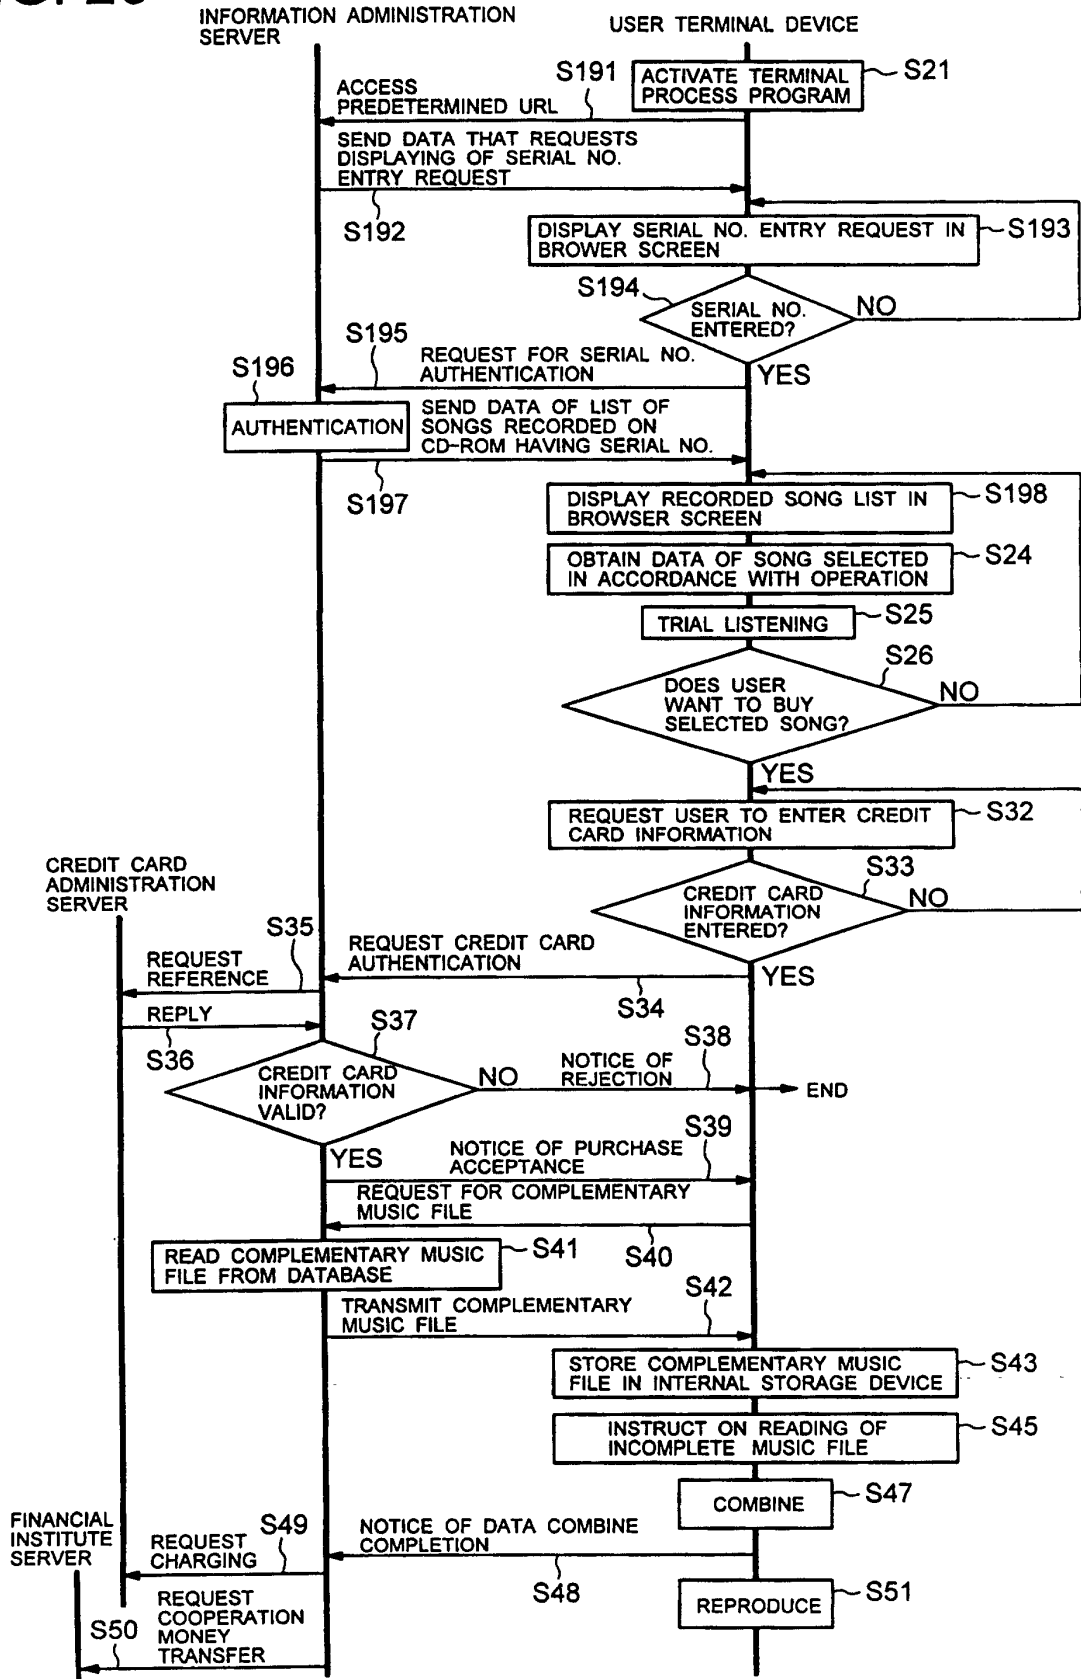 INFORMATION ADMINISTRATION
SERVER
USER TERMINAL DEVICE
ACTIVATE TERMINAL
PROCESS PROGRAM
S21
S191
ACCESS
PREDETERMINED URL
SEND DATA THAT REQUESTS
DISPLAYING OF SERIAL NO.
ENTRY REQUEST
S192
DISPLAY SERIAL NO. ENTRY REQUEST IN
BROWER SCREEN
S193
S194
SERIAL NO.
ENTERED?
NO
YES
S195
REQUEST FOR SERIAL NO.
AUTHENTICATION
S196
AUTHENTICATION
SEND DATA OF LIST OF
SONGS RECORDED ON
CD-ROM HAVING SERIAL NO.
S197
DISPLAY RECORDED SONG LIST IN
BROWSER SCREEN
S198
OBTAIN DATA OF SONG SELECTED
IN ACCORDANCE WITH OPERATION
S24
TRIAL LISTENING
S25
S26
DOES USER
WANT TO BUY
SELECTED SONG?
NO
YES
REQUEST USER TO ENTER CREDIT
CARD INFORMATION
S32
CREDIT CARD
ADMINISTRATION
SERVER
S33
CREDIT CARD
INFORMATION
ENTERED?
NO
YES
S35
REQUEST
REFERENCE
REQUEST CREDIT CARD
AUTHENTICATION
S34
REPLY
S36
S37
CREDIT CARD
INFORMATION
VALID?
NO
NOTICE OF
REJECTION
S38
END
YES
NOTICE OF PURCHASE
ACCEPTANCE
S39
REQUEST FOR COMPLEMENTARY
MUSIC FILE
S40
READ COMPLEMENTARY MUSIC
FILE FROM DATABASE
S41
TRANSMIT COMPLEMENTARY
MUSIC FILE
S42
STORE COMPLEMENTARY MUSIC
FILE IN INTERNAL STORAGE DEVICE
S43
INSTRUCT ON READING OF
INCOMPLETE MUSIC FILE
S45
COMBINE
S47
FINANCIAL
INSTITUTE
SERVER
REQUEST
CHARGING
S49
NOTICE OF DATA COMBINE
COMPLETION
S48
REPRODUCE
S51
REQUEST
COOPERATION
MONEY
TRANSFER
S50